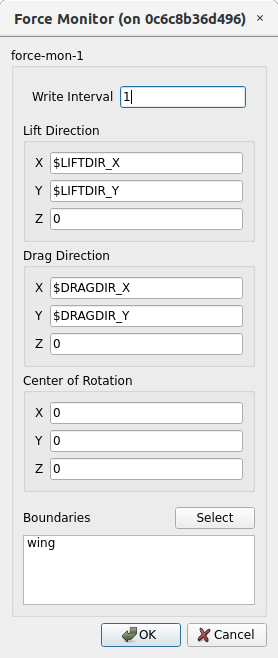 Force Monitor (on 0c6c8b36d496) ×
force-mon-1
Write Interval 1
Lift Direction
X $LIFTDIR_X
Y $LIFTDIR_Y
Z 0
Drag Direction
X $DRAGDIR_X
Y $DRAGDIR_Y
Z 0
Center of Rotation
X 0
Y 0
Z 0
Boundaries Select
wing
OK Cancel